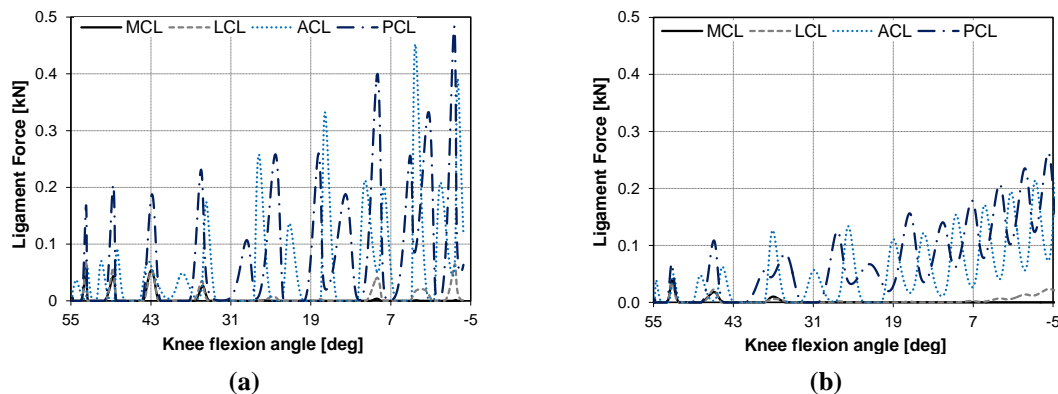 MCL LCL ACL PCL
0.5
0.4
0.3
0.2
0.1
0
Ligament Force [kN]
55 43 31 19 7 -5
Knee flexion angle [deg]
(a)
MCL LCL ACL PCL
0.5
0.4
0.3
0.2
0.1
0.0
Ligament Force [kN]
55 43 31 19 7 -5
Knee flexion angle [deg]
(b)